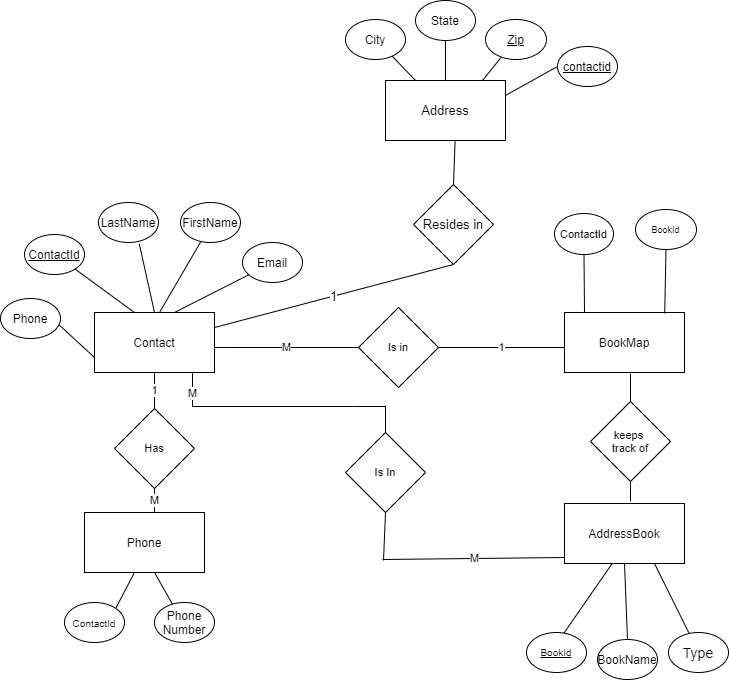 State
City
Zip
contactid
Address
Resides in
LastName
FirstName
ContactId
Email
Phone
ContactId
BookId
1
Contact
M
Is in
1
BookMap
1
M
Has
Is In
keeps
track of
M
Phone
M
AddressBook
ContactId
Phone
Number
BookId
BookName
Type